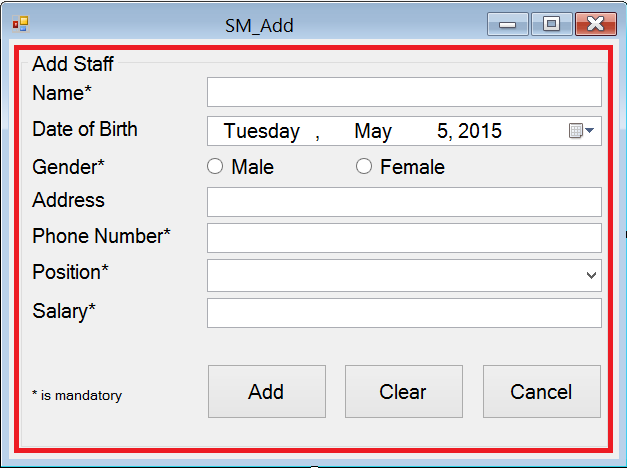 SM_Add
Add Staff
Name*
Date of Birth Tuesday , May 5, 2015
Gender* Male Female
Address
Phone Number*
Position*
Salary*
* is mandatory Add Clear Cancel